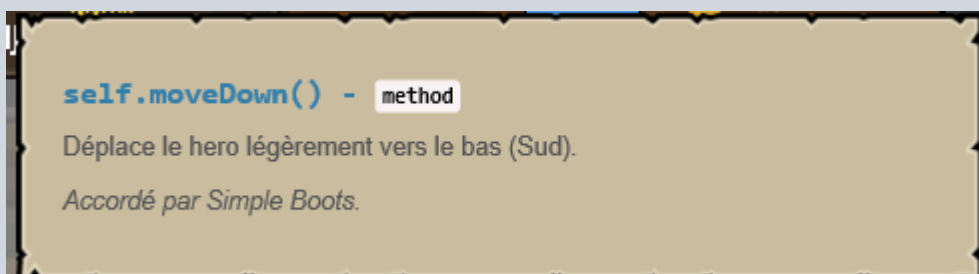 self.moveDown() - method
Déplace le hero légèrement vers le bas (Sud).
Accordé par Simple Boots.